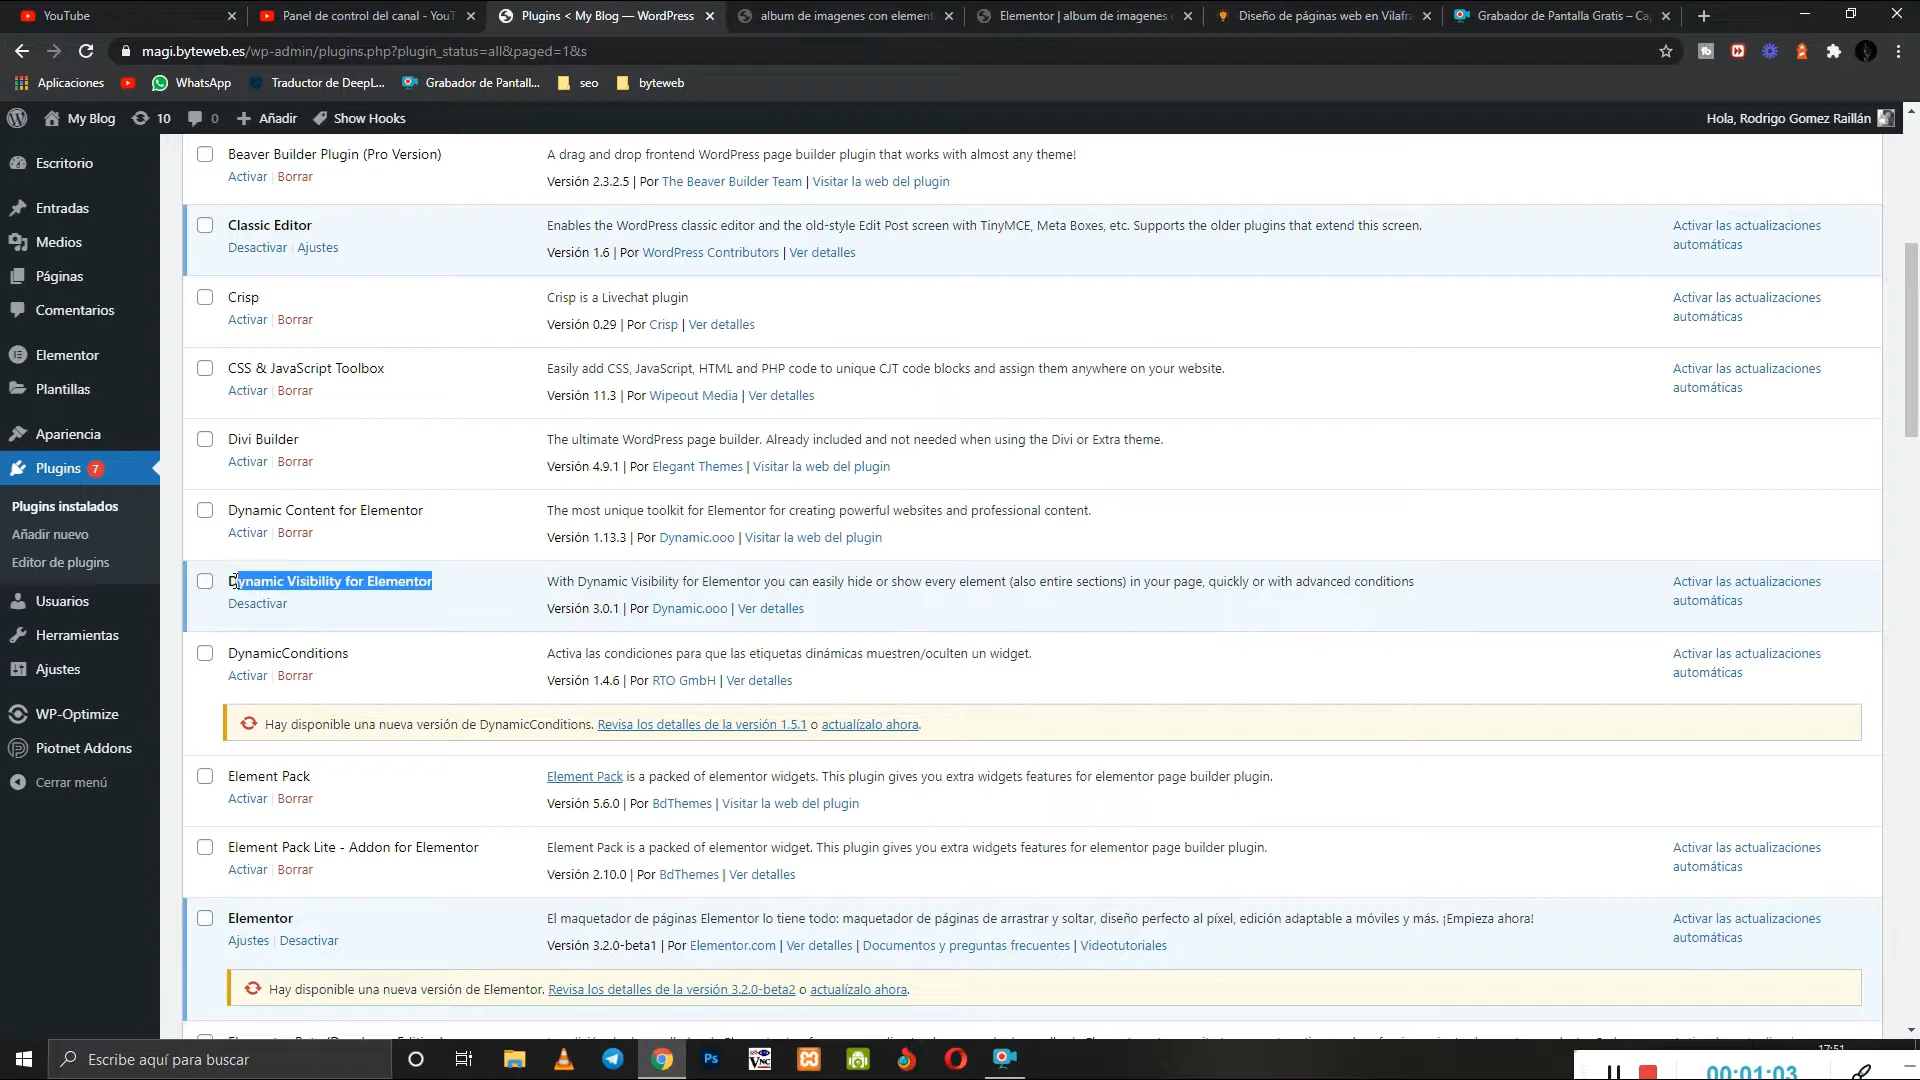 YouTube
Panel de control del canal - YouT
Plugins < My Blog — WordPress
album de imagenes con element
Elementor | album de imagenes
Diseño de páginas web en Vilafr
Grabador de Pantalla Gratis – Ca
magi.byteweb.es/wp-admin/plugins.php?plugin_status=all&paged=1&s
Aplicaciones
WhatsApp
Traductor de DeepL...
Grabador de Pantall...
seo
byteweb
My Blog
10
0
Añadir
Show Hooks
Hola, Rodrigo Gomez Raillán
Escritorio
Entradas
Medios
Páginas
Comentarios
Elementor
Plantillas
Apariencia
Plugins 7
Plugins instalados
Añadir nuevo
Editor de plugins
Usuarios
Herramientas
Ajustes
WP-Optimize
Piotnet Addons
Cerrar menú
Beaver Builder Plugin (Pro Version)
Activar | Borrar
A drag and drop frontend WordPress page builder plugin that works with almost any theme!
Versión 2.3.2.5 | Por The Beaver Builder Team | Visitar la web del plugin
Classic Editor
Desactivar | Ajustes
Enables the WordPress classic editor and the old-style Edit Post screen with TinyMCE, Meta Boxes, etc. Supports the older plugins that extend this screen.
Versión 1.6 | Por WordPress Contributors | Ver detalles
Activar las actualizaciones
automáticas
Crisp
Activar | Borrar
Crisp is a Livechat plugin
Versión 0.29 | Por Crisp | Ver detalles
Activar las actualizaciones
automáticas
CSS & JavaScript Toolbox
Activar | Borrar
Easily add CSS, JavaScript, HTML and PHP code to unique CJT code blocks and assign them anywhere on your website.
Versión 11.3 | Por Wipeout Media | Ver detalles
Activar las actualizaciones
automáticas
Divi Builder
Activar | Borrar
The ultimate WordPress page builder. Already included and not needed when using the Divi or Extra theme.
Versión 4.9.1 | Por Elegant Themes | Visitar la web del plugin
Dynamic Content for Elementor
Activar | Borrar
The most unique toolkit for Elementor for creating powerful websites and professional content.
Versión 1.13.3 | Por Dynamic.ooo | Visitar la web del plugin
Dynamic Visibility for Elementor
Desactivar
With Dynamic Visibility for Elementor you can easily hide or show every element (also entire sections) in your page, quickly or with advanced conditions
Versión 3.0.1 | Por Dynamic.ooo | Ver detalles
Activar las actualizaciones
automáticas
DynamicConditions
Activar | Borrar
Activa las condiciones para que las etiquetas dinámicas muestren/oculten un widget.
Versión 1.4.6 | Por RTO GmbH | Ver detalles
Activar las actualizaciones
automáticas
Hay disponible una nueva versión de DynamicConditions. Revisa los detalles de la versión 1.5.1 o actualízalo ahora.
Element Pack
Activar | Borrar
Element Pack is a packed of elementor widgets. This plugin gives you extra widgets features for elementor page builder plugin.
Versión 5.6.0 | Por BdThemes | Visitar la web del plugin
Element Pack Lite - Addon for Elementor
Activar | Borrar
Element Pack is a packed of elementor widget. This plugin gives you extra widgets features for elementor page builder plugin.
Versión 2.10.0 | Por BdThemes | Ver detalles
Activar las actualizaciones
automáticas
Elementor
Ajustes | Desactivar
El maquetador de páginas Elementor lo tiene todo: maquetador de páginas de arrastrar y soltar, diseño perfecto al píxel, edición adaptable a móviles y más. ¡Empieza ahora!
Versión 3.2.0-beta1 | Por Elementor.com | Ver detalles | Documentos y preguntas frecuentes | Videotutoriales
Activar las actualizaciones
automáticas
Hay disponible una nueva versión de Elementor. Revisa los detalles de la versión 3.2.0-beta2 o actualízalo ahora.
Escribe aquí para buscar
Ps
17:51
00:01:03